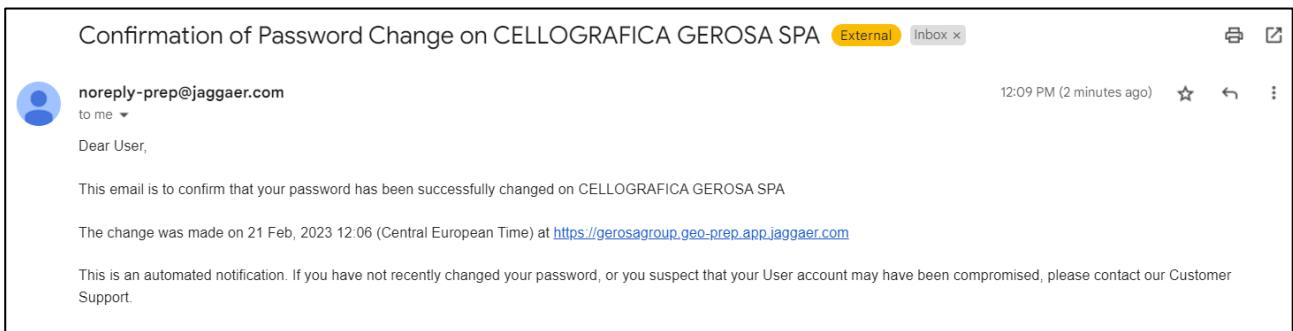 Confirmation of Password Change on CELLOGRAFICA GEROSA SPA External Inbox ×
noreply-prep@jaggaer.com 12:09 PM (2 minutes ago)
to me
Dear User,
This email is to confirm that your password has been successfully changed on CELLOGRAFICA GEROSA SPA
The change was made on 21 Feb, 2023 12:06 (Central European Time) at https://gerosagroup.geo-prep.app.jaggaer.com
This is an automated notification. If you have not recently changed your password, or you suspect that your User account may have been compromised, please contact our Customer
Support.